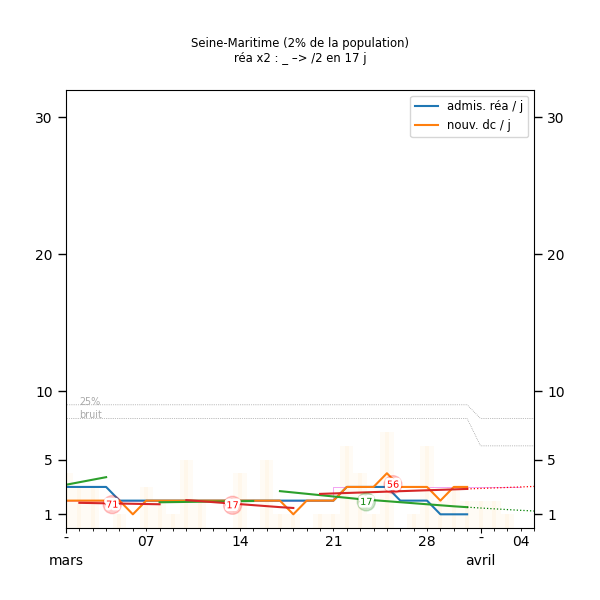 Seine-Maritime (2% de la population)
réa x2 : _ –> /2 en 17 j
admis. réa / j
nouv. dc / j
30 30
20 20
10 10
25%
bruit
5 5
71 17 17 56
1 1
- 07 14 21 28 - 04
mars avril